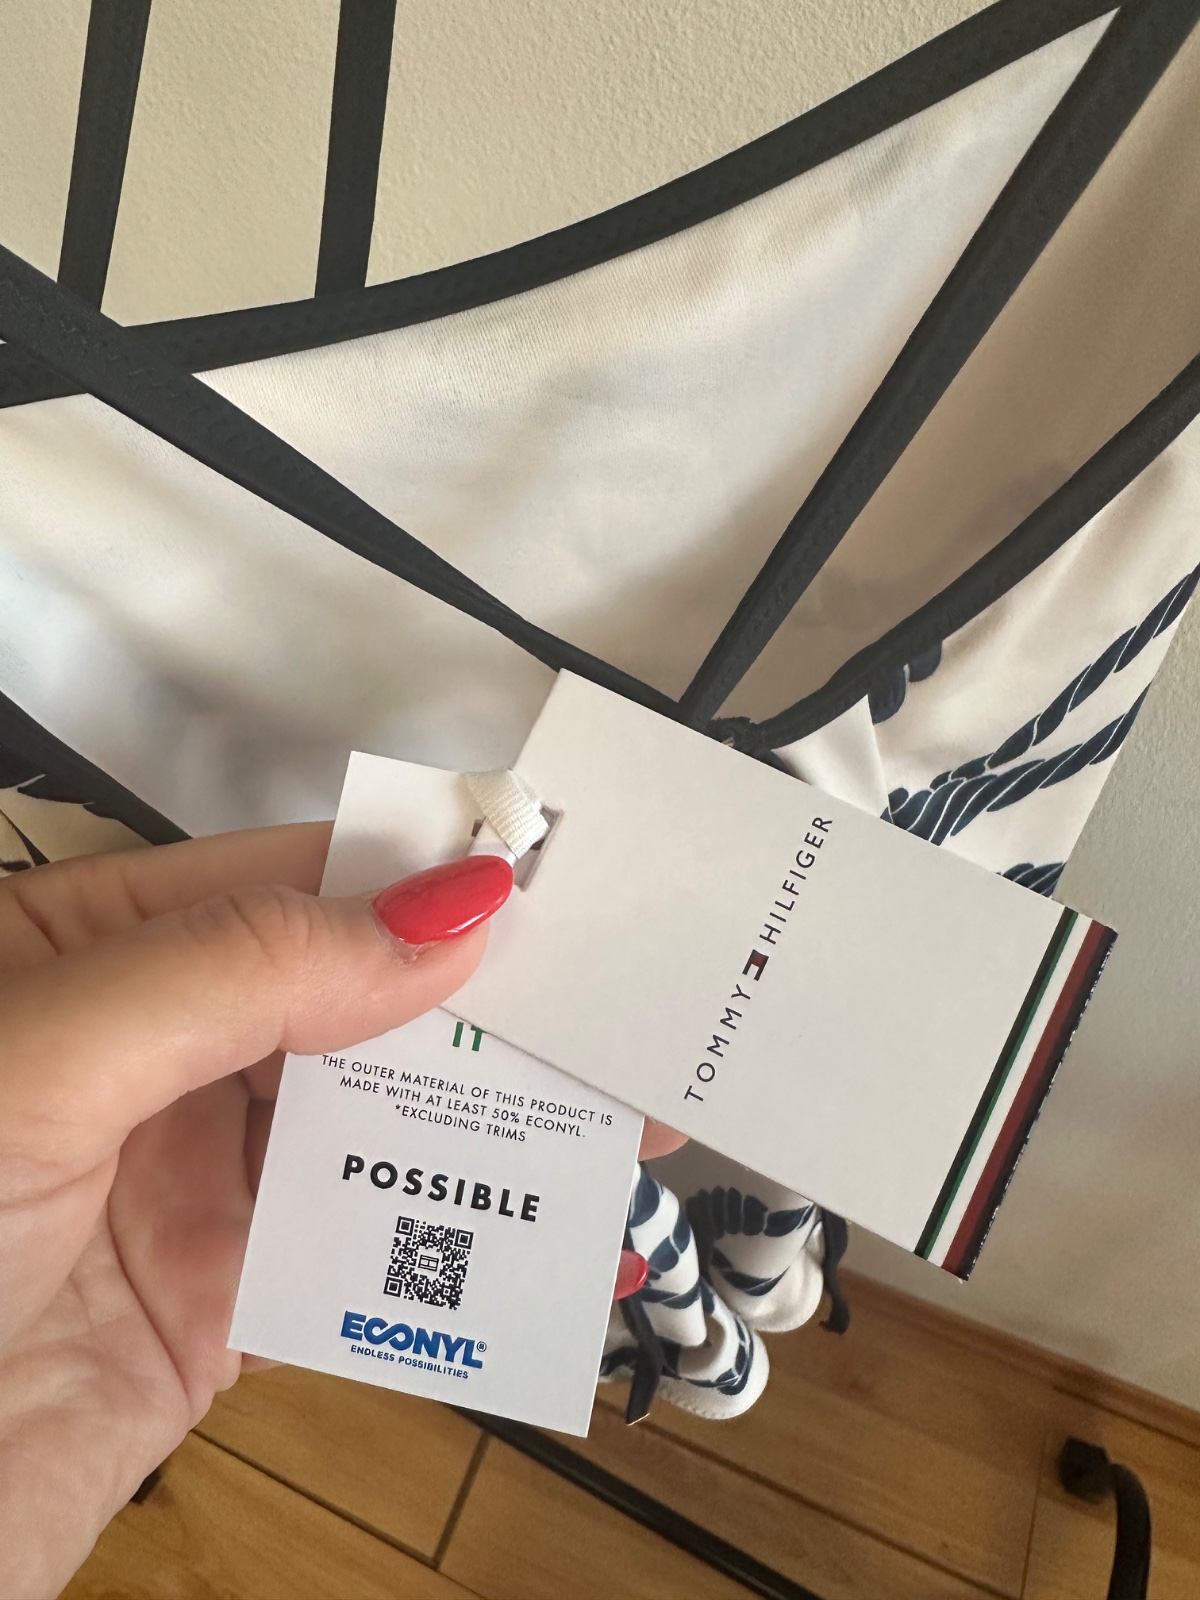 TOMMY HILFIGER
IT
THE OUTER MATERIAL OF THIS PRODUCT IS
MADE WITH AT LEAST 50% ECONYL.
*EXCLUDING TRIMS
POSSIBLE
ECONYL®
ENDLESS POSSIBILITIES